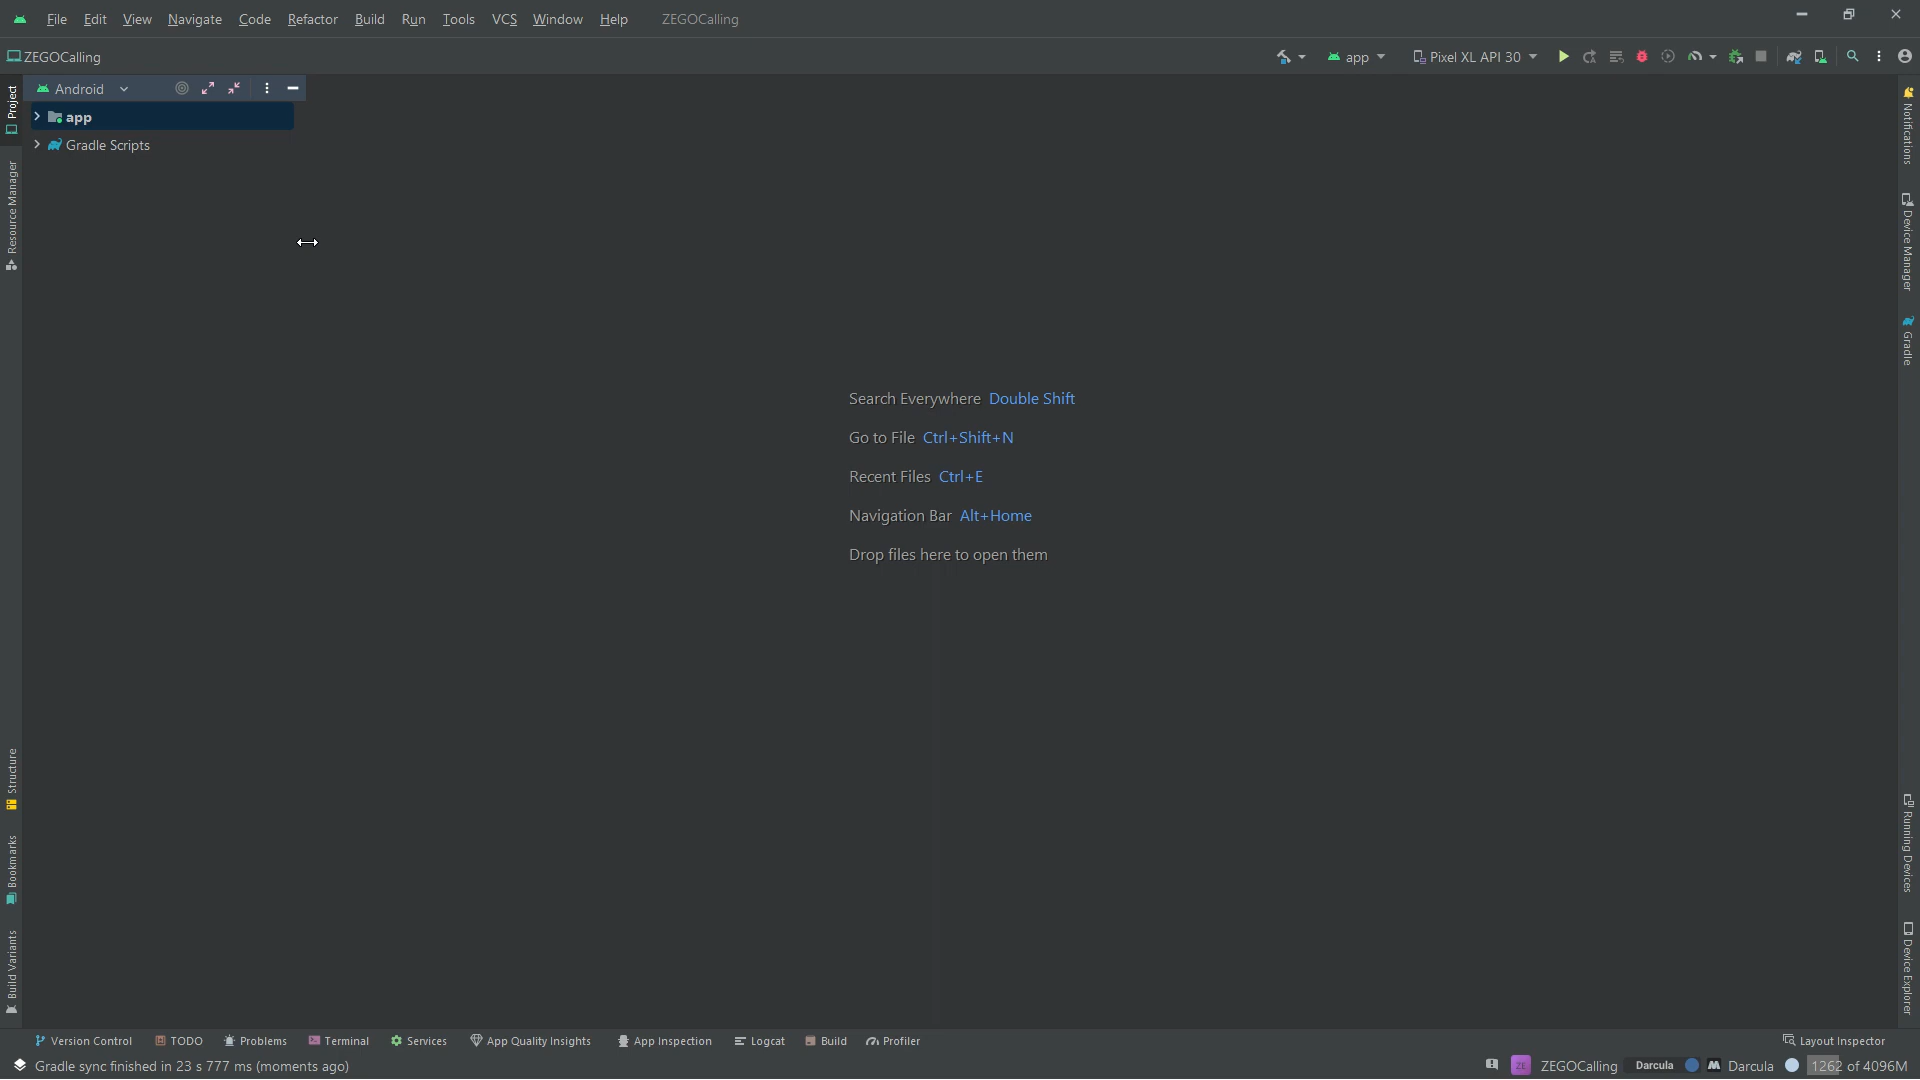 File Edit View Navigate Code Refactor Build Run Tools VCS Window Help ZEGOCalling
ZEGOCalling app Pixel XL API 30
Android
app
Gradle Scripts
Project
Resource Manager
Structure
Bookmarks
Build Variants
Search Everywhere Double Shift
Go to File Ctrl+Shift+N
Recent Files Ctrl+E
Navigation Bar Alt+Home
Drop files here to open them
Notifications
Device Manager
Gradle
Running Devices
Device Explorer
Version Control TODO Problems Terminal Services App Quality Insights App Inspection Logcat Build Profiler Layout Inspector
Gradle sync finished in 23 s 777 ms (moments ago) ZE ZEGOCalling Darcula M Darcula 1262 of 4096M